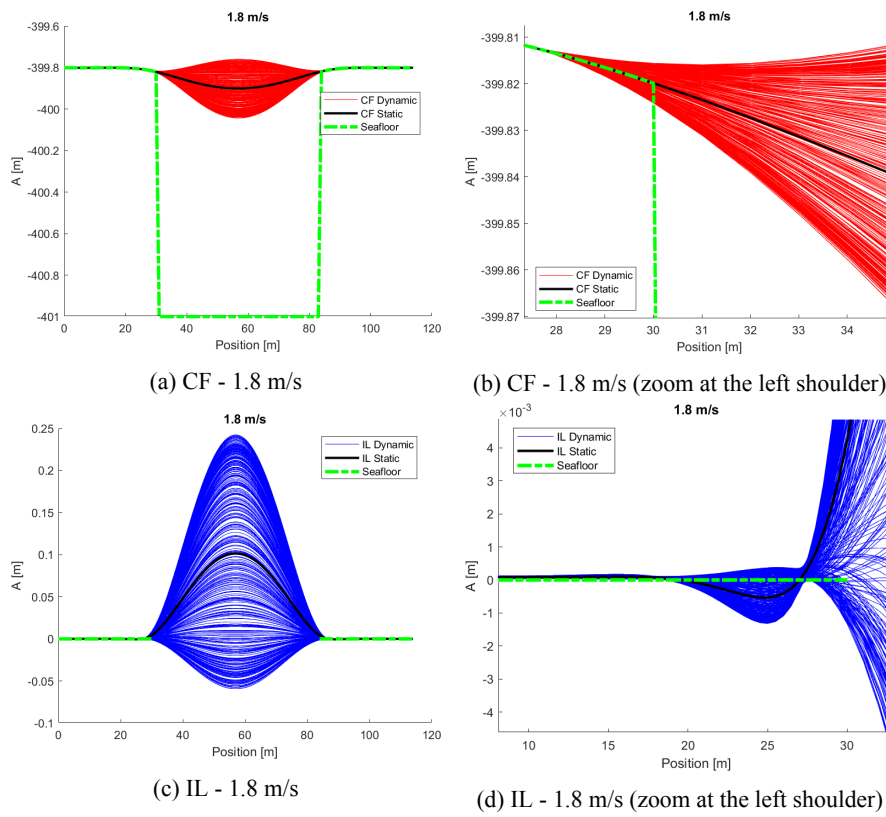 1.8 m/s
-399.6
-399.8
-400
-400.2
-400.4
-400.6
-400.8
-401
A [m]
0 20 40 60 80 100 120
Position [m]
CF Dynamic
CF Static
Seafloor
(a) CF - 1.8 m/s
1.8 m/s
-399.81
-399.82
-399.83
-399.84
-399.85
-399.86
-399.87
A [m]
28 29 30 31 32 33 34
Position [m]
CF Dynamic
CF Static
Seafloor
(b) CF - 1.8 m/s (zoom at the left shoulder)
1.8 m/s
0.25
0.2
0.15
0.1
0.05
0
-0.05
-0.1
A [m]
0 20 40 60 80 100 120
Position [m]
IL Dynamic
IL Static
Seafloor
(c) IL - 1.8 m/s
×10⁻³
1.8 m/s
4
3
2
1
0
-1
-2
-3
-4
A [m]
10 15 20 25 30
Position [m]
IL Dynamic
IL Static
Seafloor
(d) IL - 1.8 m/s (zoom at the left shoulder)